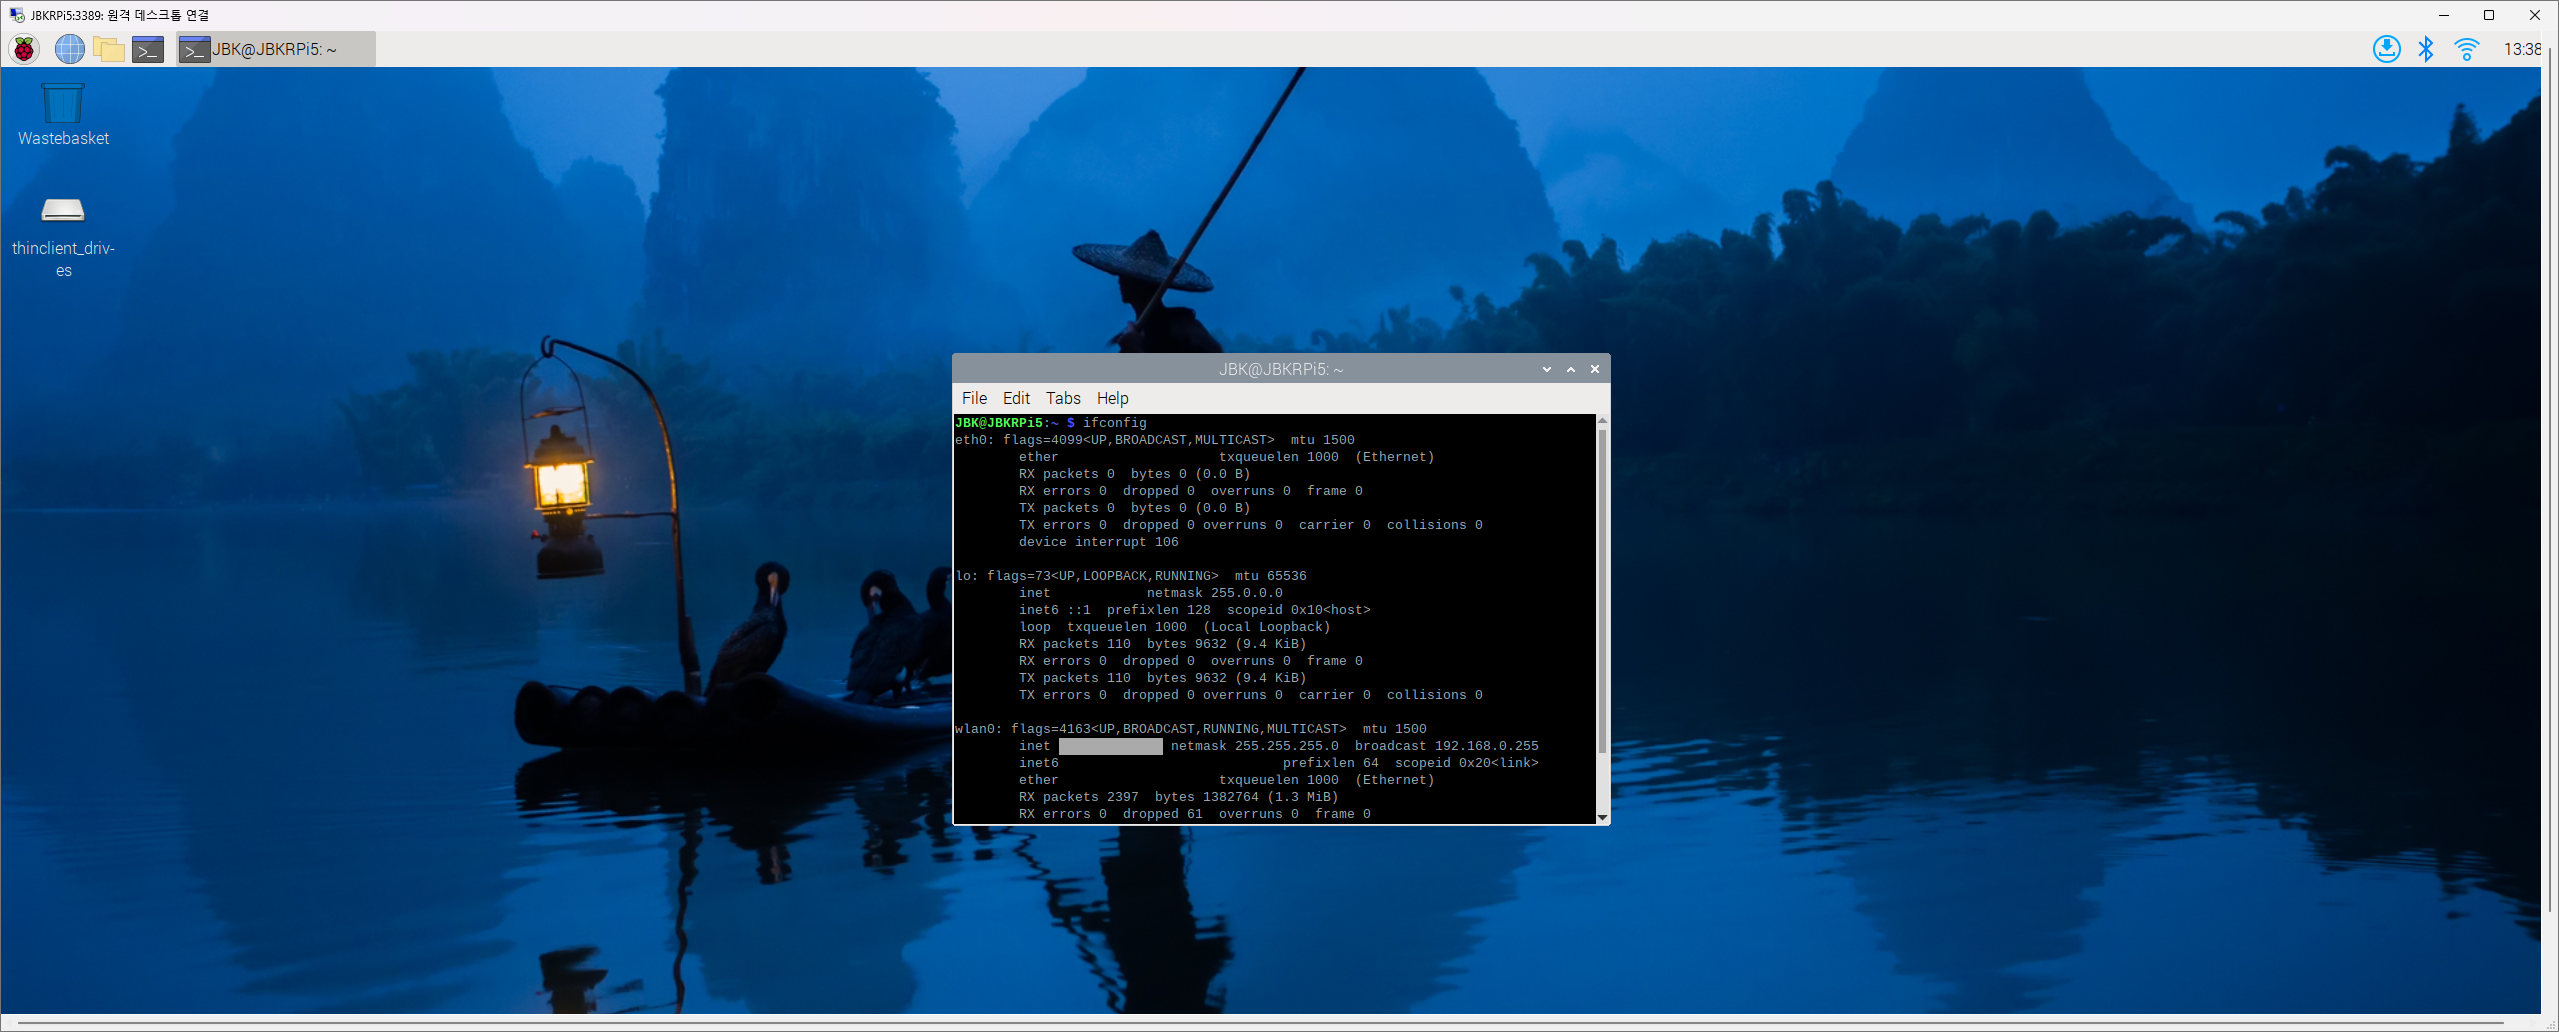 JBKRPi5:3389: 원격 데스크톱 연결
JBK@JBKRPi5: ~
13:38
Wastebasket
thinclient_driv-
es
JBK@JBKRPi5: ~
File Edit Tabs Help
JBK@JBKRPi5:~ $ ifconfig
eth0: flags=4099<UP,BROADCAST,MULTICAST>  mtu 1500
ether txqueuelen 1000  (Ethernet)
RX packets 0  bytes 0 (0.0 B)
RX errors 0  dropped 0  overruns 0  frame 0
TX packets 0  bytes 0 (0.0 B)
TX errors 0  dropped 0 overruns 0  carrier 0  collisions 0
device interrupt 106
lo: flags=73<UP,LOOPBACK,RUNNING>  mtu 65536
inet netmask 255.0.0.0
inet6 ::1  prefixlen 128  scopeid 0x10<host>
loop  txqueuelen 1000  (Local Loopback)
RX packets 110  bytes 9632 (9.4 KiB)
RX errors 0  dropped 0  overruns 0  frame 0
TX packets 110  bytes 9632 (9.4 KiB)
TX errors 0  dropped 0 overruns 0  carrier 0  collisions 0
wlan0: flags=4163<UP,BROADCAST,RUNNING,MULTICAST>  mtu 1500
inet netmask 255.255.255.0  broadcast 192.168.0.255
inet6 prefixlen 64  scopeid 0x20<link>
ether txqueuelen 1000  (Ethernet)
RX packets 2397  bytes 1382764 (1.3 MiB)
RX errors 0  dropped 61  overruns 0  frame 0